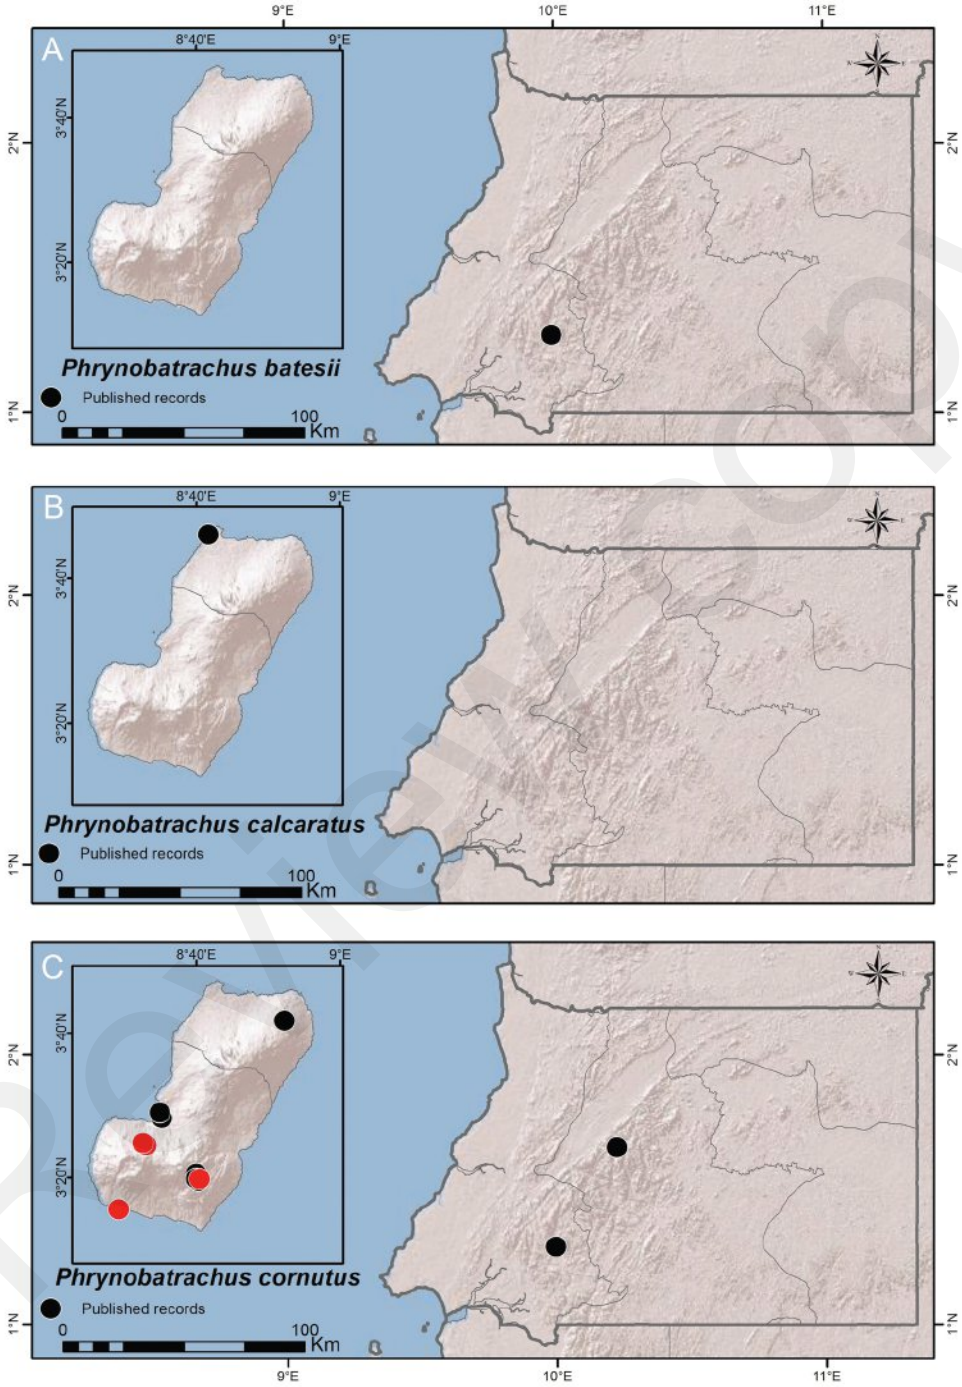 9°E 10°E 11°E
A
8°40'E 9°E
3°40'N
3°20'N
2°N 2°N
1°N 1°N
N
W E
S
Phrynobatrachus batesii
Published records
0 100
Km
B
8°40'E 9°E
3°40'N
3°20'N
2°N 2°N
1°N 1°N
N
W E
S
Phrynobatrachus calcaratus
Published records
0 100
Km
C
8°40'E 9°E
3°40'N
3°20'N
2°N 2°N
1°N 1°N
N
W E
S
Phrynobatrachus cornutus
Published records
0 100
Km
9°E 10°E 11°E
Review copy